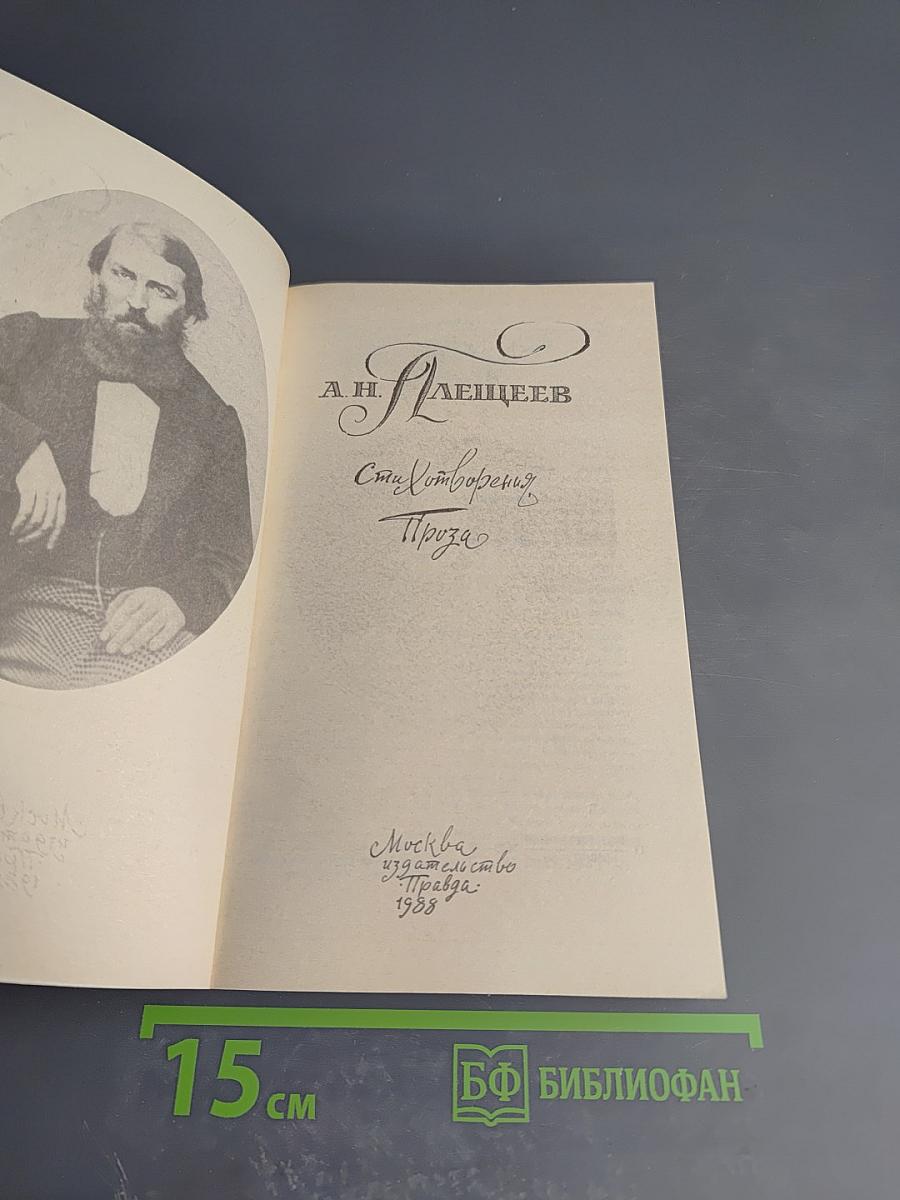 А. Н. Плещеев
Стихотворения
Проза
Москва
издательство
·Правда·
1988
15 см
БФ БИБЛИОФАН